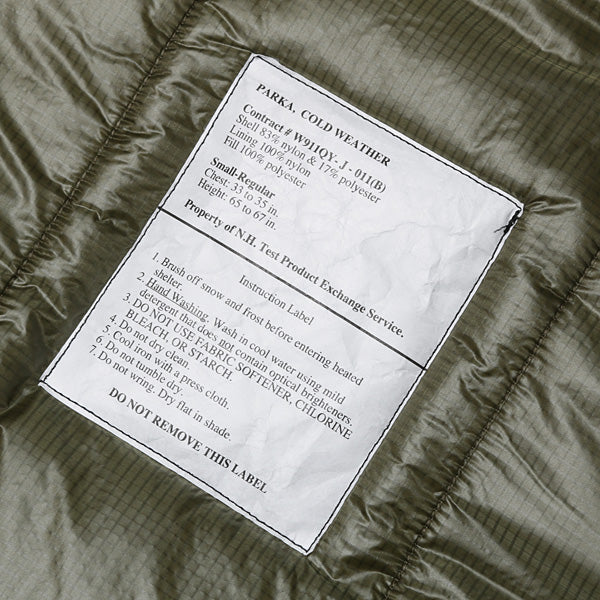 PARKA, COLD WEATHER
Contract # W911QY- J - 011(B)
Shell 83% nylon & 17% polyester
Lining 100% nylon
Fill 100% polyester
Small-Regular
Chest: 33 to 35 in.
Height: 65 to 67 in.
Property of N.H. Test Product Exchange Service.
Instruction Label
1. Brush off snow and frost before entering heated
shelter.
2. Hand Washing. Wash in cool water using mild
detergent that does not contain optical brighteners.
3. DO NOT USE FABRIC SOFTENER, CHLORINE
BLEACH, OR STARCH.
4. Do not dry clean.
5. Cool iron with a press cloth.
6. Do not tumble dry.
7. Do not wring. Dry flat in shade.
DO NOT REMOVE THIS LABEL